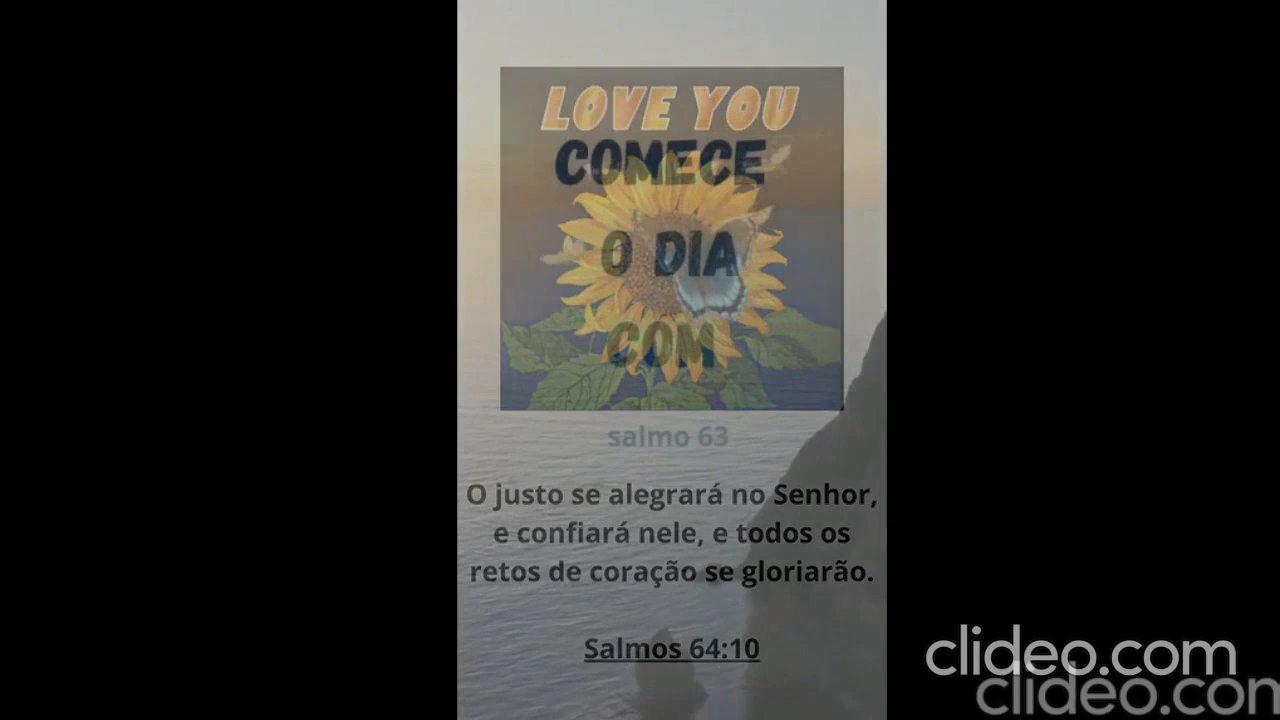 LOVE YOU
COMECE
O DIA
COM
salmo 63
O justo se alegrará no Senhor,
e confiará nele, e todos os
retos de coração se gloriarão.
Salmos 64:10
clideo.com
clideo.con